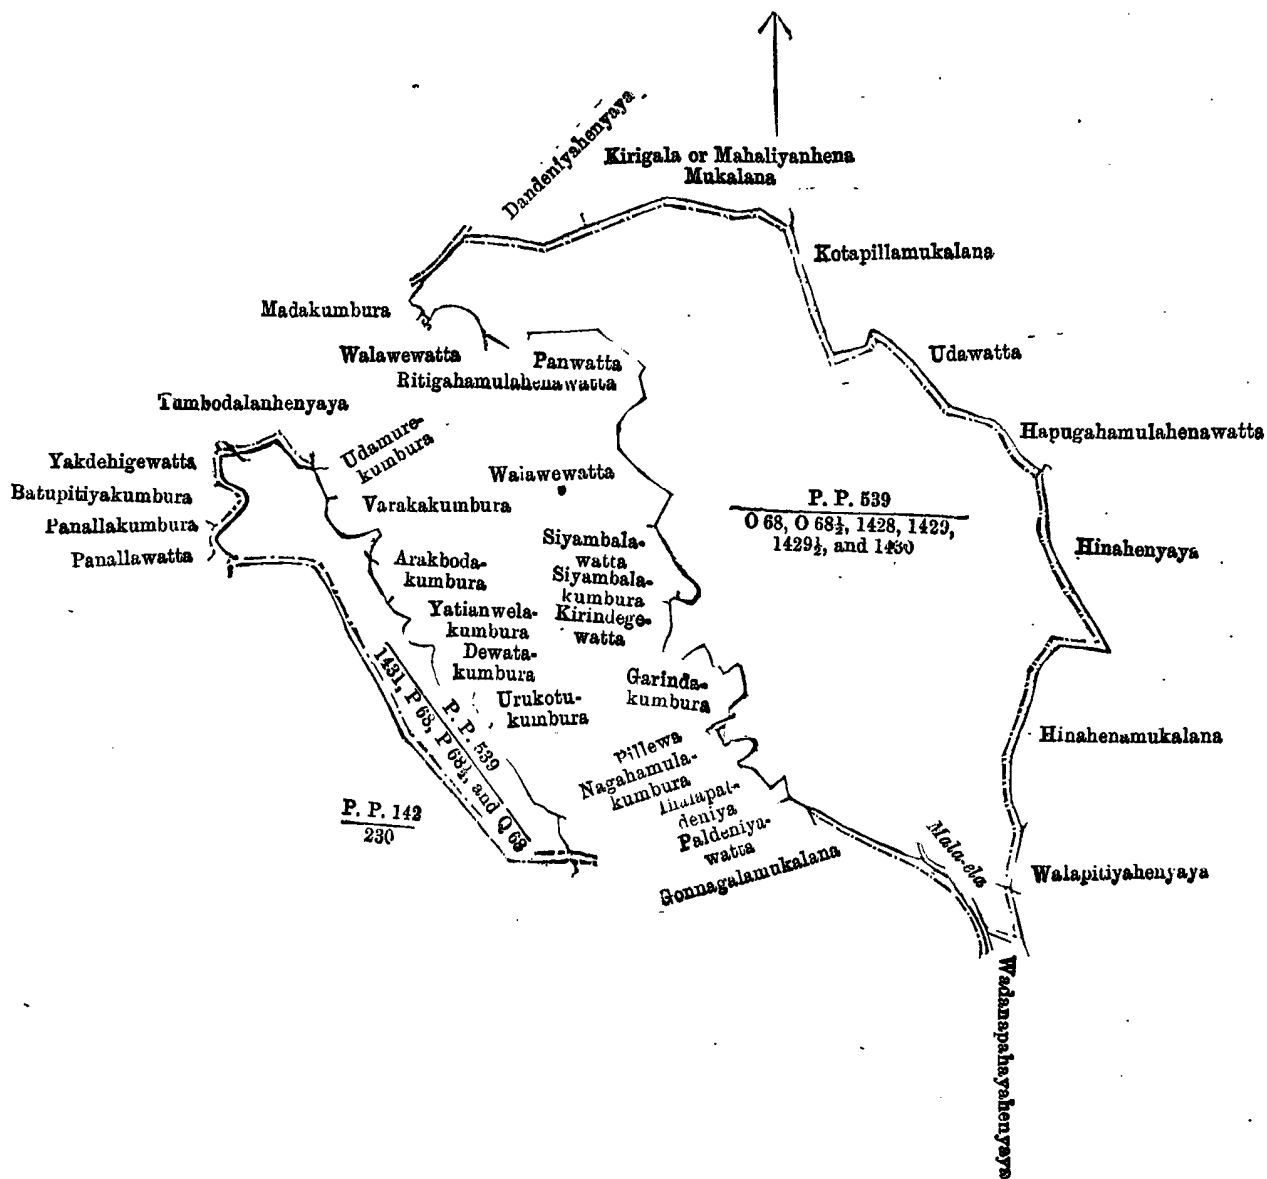 Dandeniyahenyaya
Kirigala or Mahaliyanhena
Mukalana
Kotapillamukalana
Madakumbura
Walawewatta
Panwatta
Ritigahamulahenawatta
Udawatta
Tumbodalanhenyaya
Udamure-
kumbura
Hapugahamulahenawatta
Yakdehigewatta
Batupitiyakumbura
Panallakumbura
Panallawatta
Walawewatta
Varakakumbura
P. P. 539
O 68, O 68½, 1428, 1429,
1429½, and 1430
Hinahenyaya
Siyambala-
watta
Siyambala-
kumbura
Kirindege-
watta
Arakboda-
kumbura
Yatianwela-
kumbura
Dewata-
kumbura
Urukotu-
kumbura
Garinda-
kumbura
P. P. 539
1431, P 68, P 68½, and Q 68
Hinahenamukalana
Pillewa
Nagahamula-
kumbura
deniya
Paldeniya-
watta
Gonnagalamukalana
P. P. 142
230
Mala-ela
Walapitiyahenyaya
Wadanapahayahenyaya